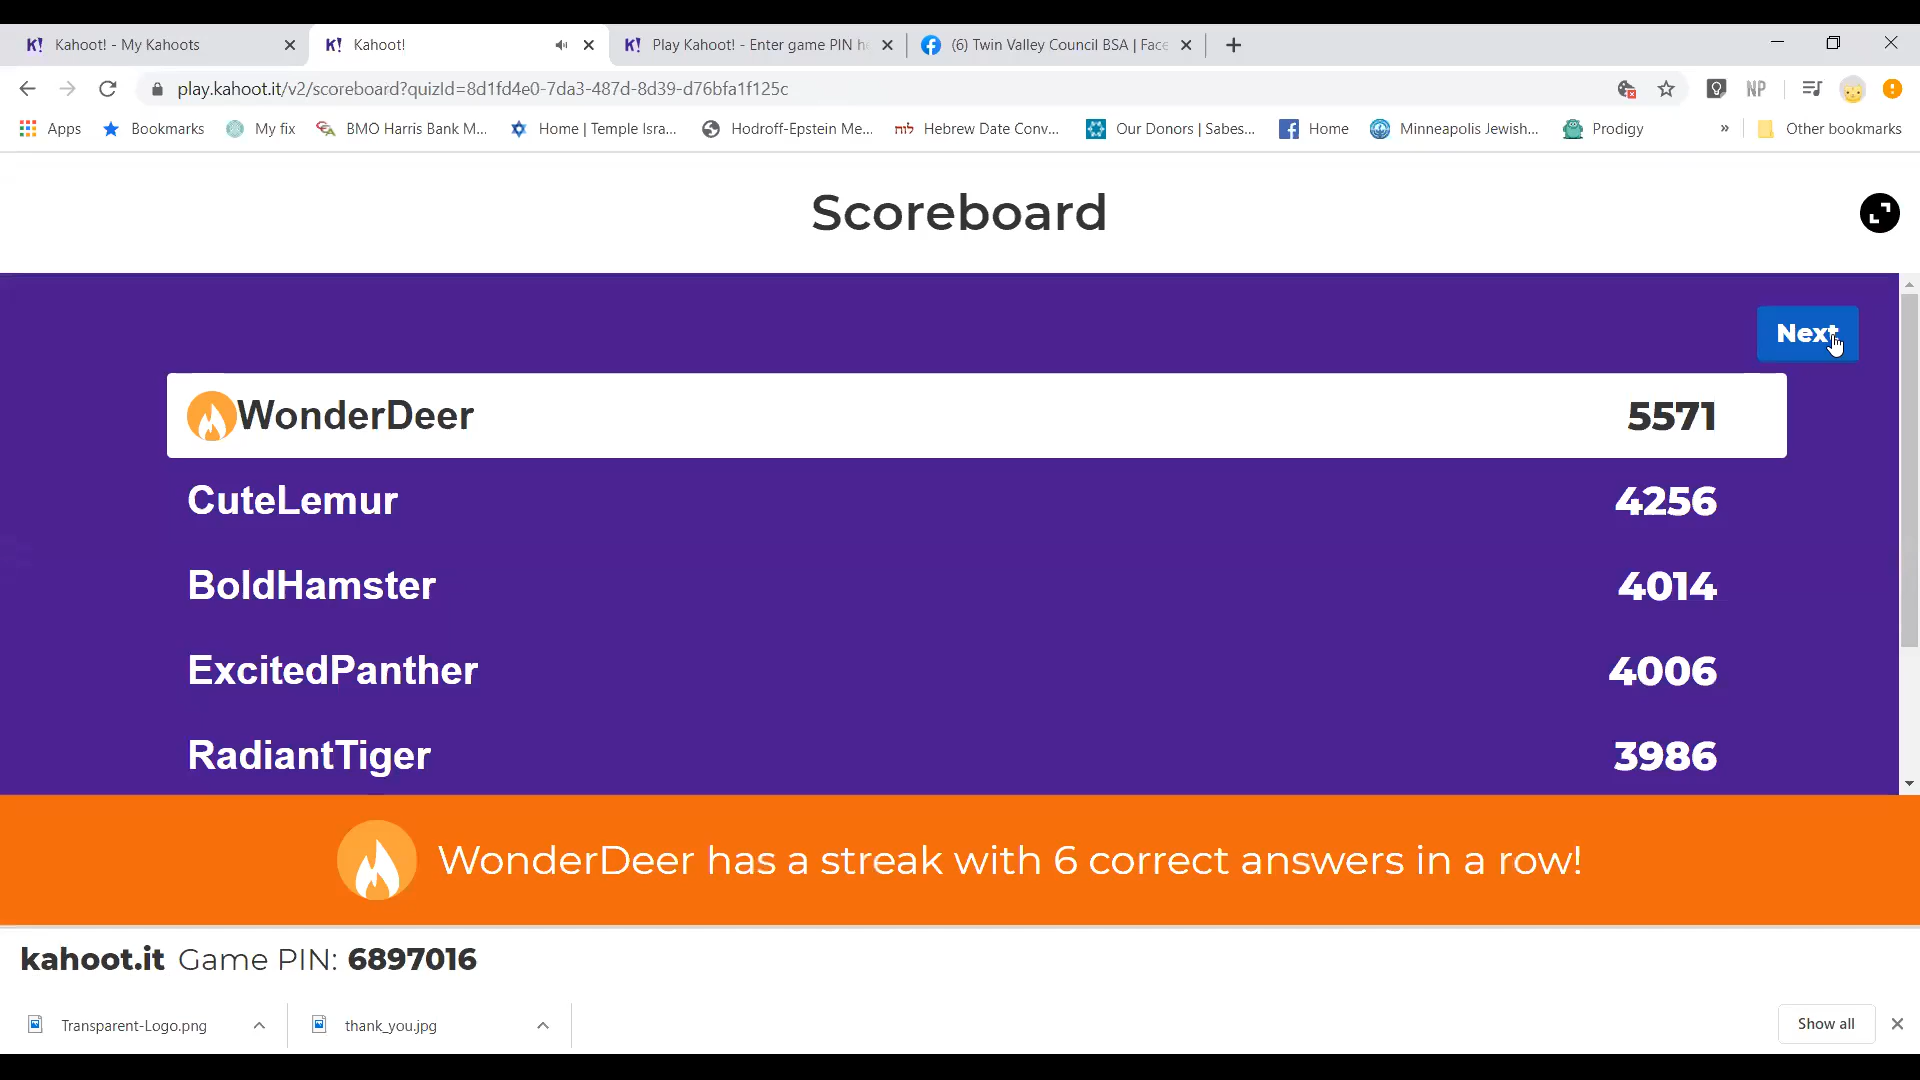 K! Kahoot! - My Kahoots
K! Kahoot!
K! Play Kahoot! - Enter game PIN h
(6) Twin Valley Council BSA | Face
play.kahoot.it/v2/scoreboard?quizId=8d1fd4e0-7da3-487d-8d39-d76bfa1f125c
NP
Apps Bookmarks My fix BMO Harris Bank M... Home | Temple Isra... Hodroff-Epstein Me... Hebrew Date Conv... Our Donors | Sabes... Home Minneapolis Jewish... Prodigy » Other bookmarks
Scoreboard
Next
WonderDeer 5571
CuteLemur 4256
BoldHamster 4014
ExcitedPanther 4006
RadiantTiger 3986
WonderDeer has a streak with 6 correct answers in a row!
kahoot.it Game PIN: 6897016
Transparent-Logo.png thank_you.jpg Show all